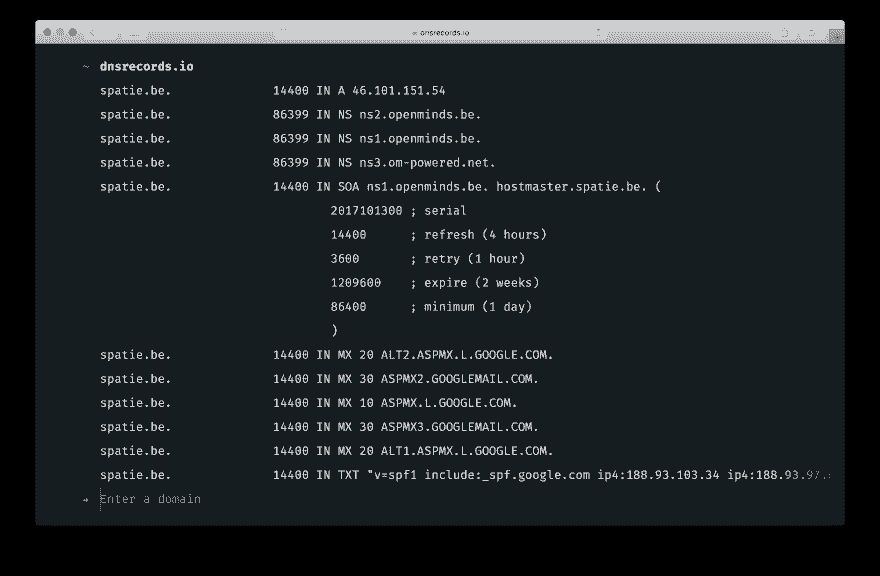 dnsrecords.io
~ dnsrecords.io
spatie.be. 14400 IN A 46.101.151.54
spatie.be. 86399 IN NS ns2.openminds.be.
spatie.be. 86399 IN NS ns1.openminds.be.
spatie.be. 86399 IN NS ns3.om-powered.net.
spatie.be. 14400 IN SOA ns1.openminds.be. hostmaster.spatie.be. (
2017101300 ; serial
14400 ; refresh (4 hours)
3600 ; retry (1 hour)
1209600 ; expire (2 weeks)
86400 ; minimum (1 day)
)
spatie.be. 14400 IN MX 20 ALT2.ASPMX.L.GOOGLE.COM.
spatie.be. 14400 IN MX 30 ASPMX2.GOOGLEMAIL.COM.
spatie.be. 14400 IN MX 10 ASPMX.L.GOOGLE.COM.
spatie.be. 14400 IN MX 30 ASPMX3.GOOGLEMAIL.COM.
spatie.be. 14400 IN MX 20 ALT1.ASPMX.L.GOOGLE.COM.
spatie.be. 14400 IN TXT "v=spf1 include:_spf.google.com ip4:188.93.103.34 ip4:188.93.97.
→ Enter a domain